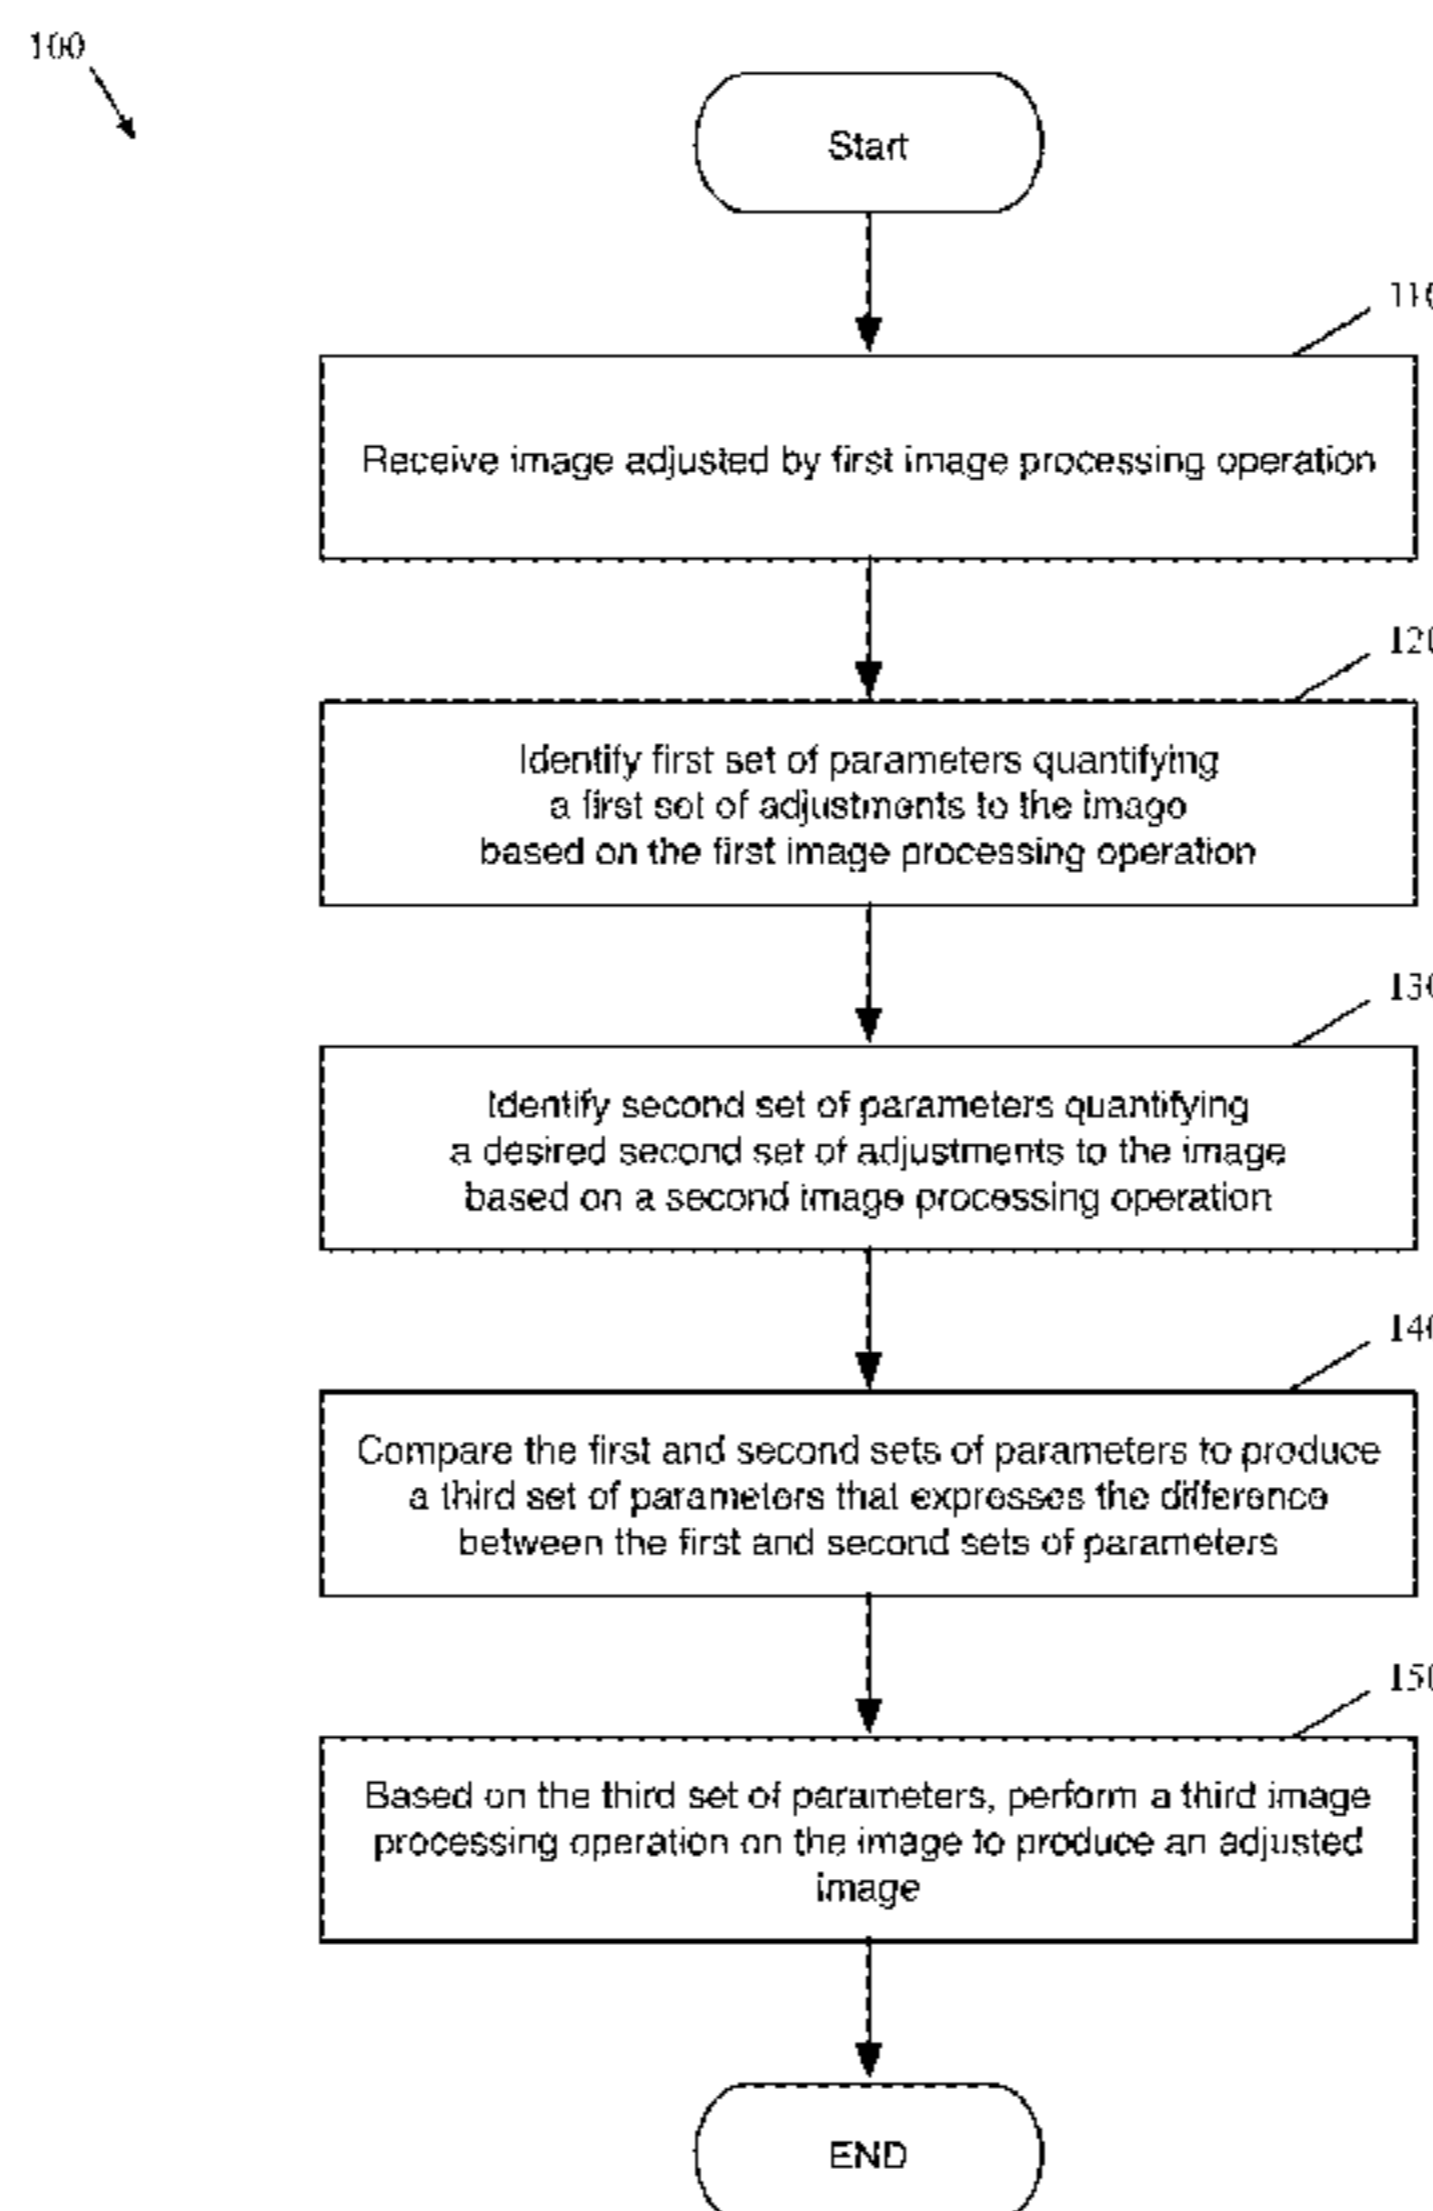 100
Start
110
Receive image adjusted by first image processing operation
120
Identify first set of parameters quantifying
a first set of adjustments to the image
based on the first image processing operation
130
Identify second set of parameters quantifying
a desired second set of adjustments to the image
based on a second image processing operation
140
Compare the first and second sets of parameters to produce
a third set of parameters that expresses the difference
between the first and second sets of parameters
150
Based on the third set of parameters, perform a third image
processing operation on the image to produce an adjusted
image
END